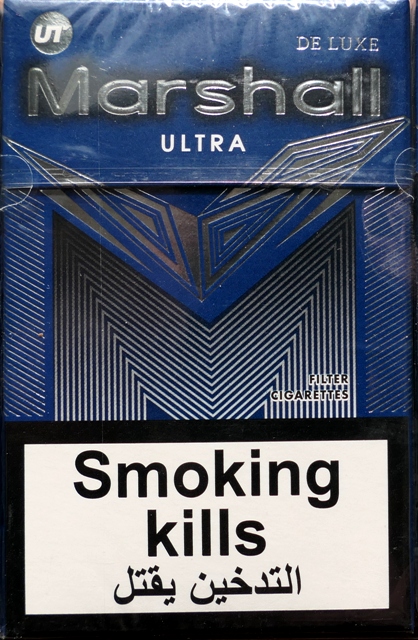 UT
DE LUXE
Marshall
ULTRA
FILTER
CIGARETTES
Smoking
kills
التدخين يقتل